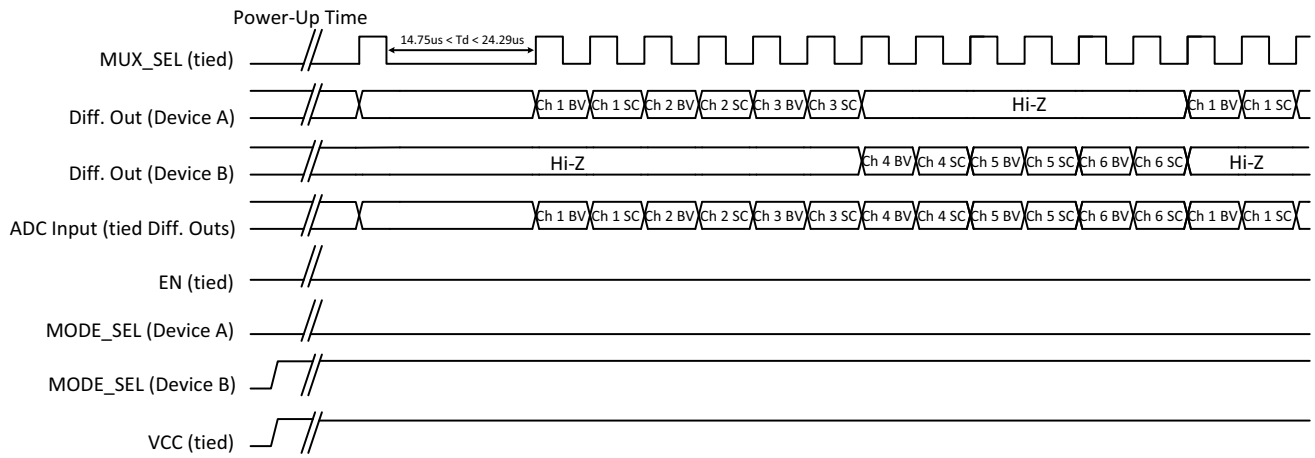 Power-Up Time
MUX_SEL (tied) 14.75us < Td < 24.29us
Diff. Out (Device A) Ch 1 BV Ch 1 SC Ch 2 BV Ch 2 SC Ch 3 BV Ch 3 SC Hi-Z Ch 1 BV Ch 1 SC
Diff. Out (Device B) Hi-Z Ch 4 BV Ch 4 SC Ch 5 BV Ch 5 SC Ch 6 BV Ch 6 SC Hi-Z
ADC Input (tied Diff. Outs) Ch 1 BV Ch 1 SC Ch 2 BV Ch 2 SC Ch 3 BV Ch 3 SC Ch 4 BV Ch 4 SC Ch 5 BV Ch 5 SC Ch 6 BV Ch 6 SC Ch 1 BV Ch 1 SC
EN (tied)
MODE_SEL (Device A)
MODE_SEL (Device B)
VCC (tied)